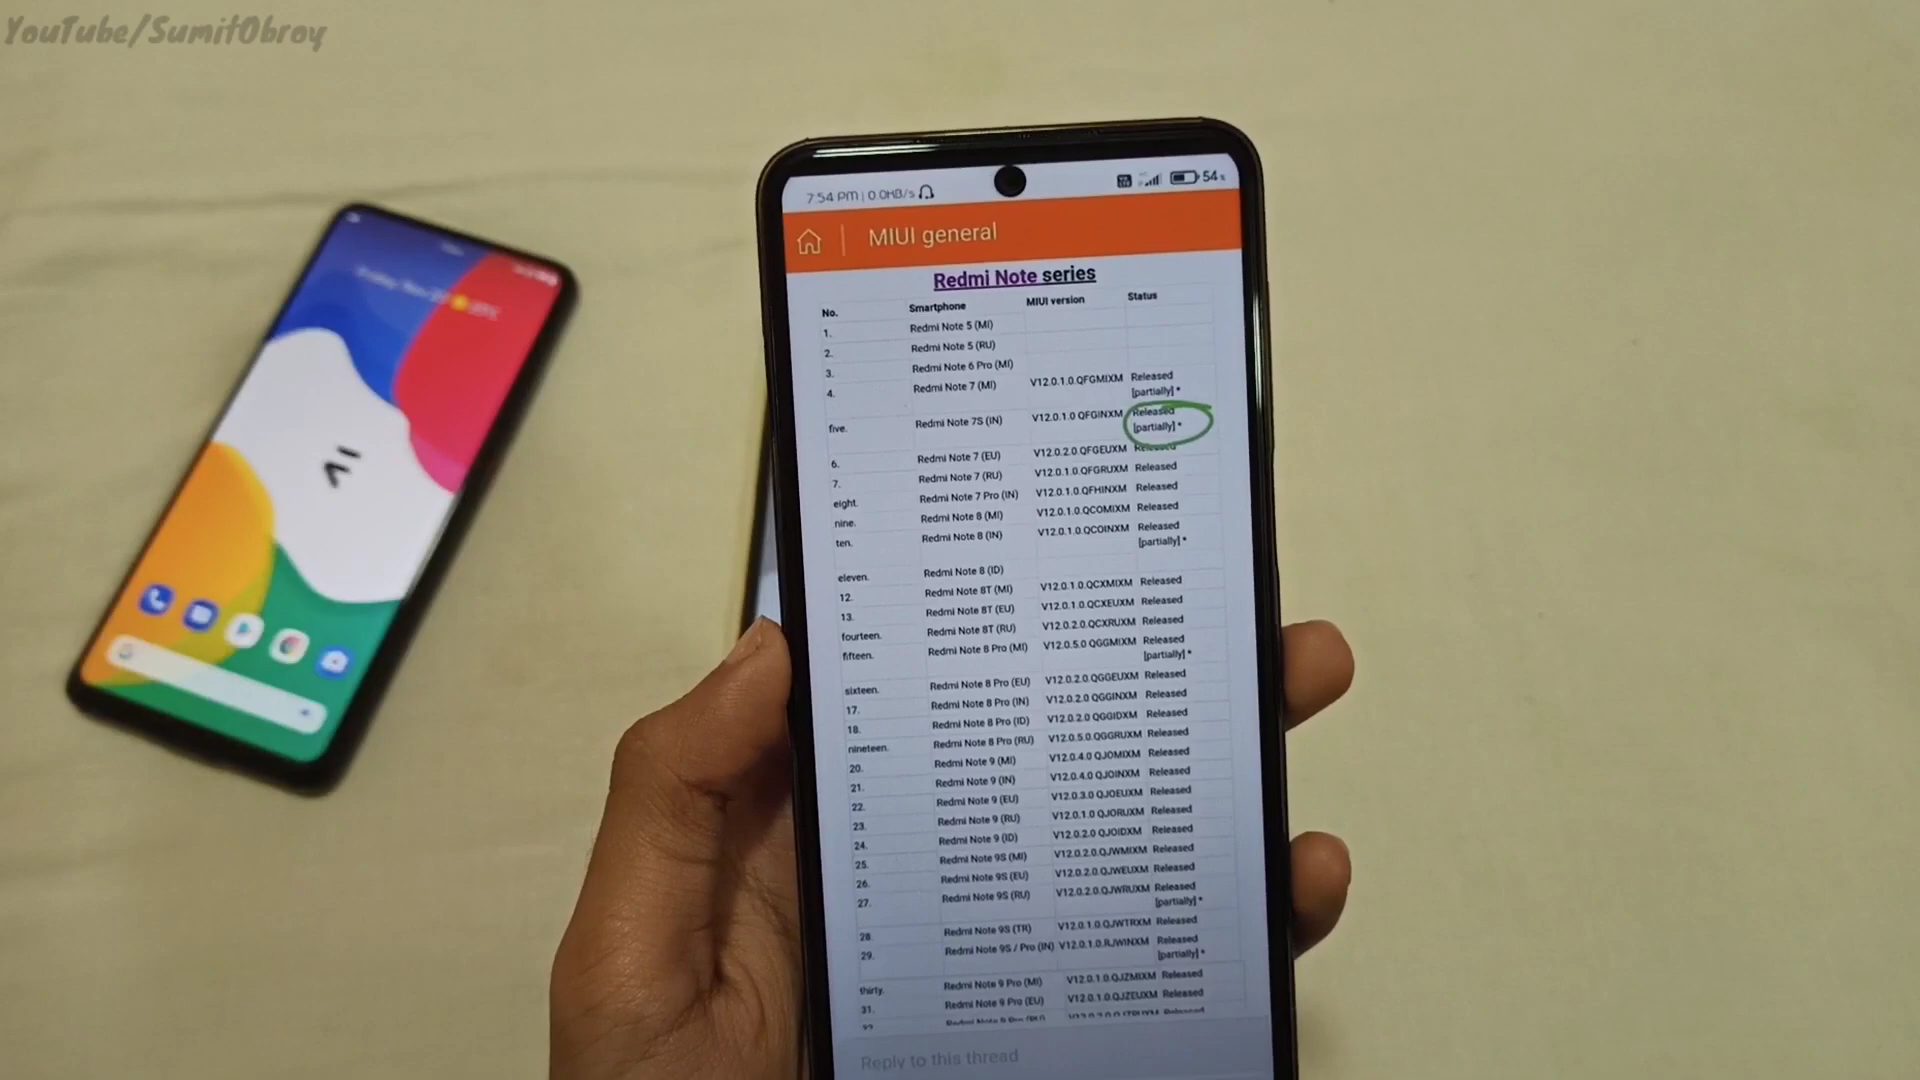 YouTube/SumitObroy
7:54 PM | 0.0KB/s 54%
MIUI general
Redmi Note series
No. Smartphone MIUI version Status
1. Redmi Note 5 (MI)
2. Redmi Note 5 (RU)
3. Redmi Note 6 Pro (MI)
4. Redmi Note 7 (MI) V12.0.1.0.QFGMIXM Released
[partially] *
five. Redmi Note 7S (IN) V12.0.1.0 QFGINXM Released
[partially] *
6. Redmi Note 7 (EU) V12.0.2.0.QFGEUXM Released
7. Redmi Note 7 (RU) V12.0.1.0.QFGRUXM Released
eight. Redmi Note 7 Pro (IN) V12.0.1.0.QFHINXM Released
nine. Redmi Note 8 (MI) V12.0.1.0.QCOMIXM Released
ten. Redmi Note 8 (IN) V12.0.1.0.QCOINXM Released
[partially] *
eleven. Redmi Note 8 (ID)
12. Redmi Note 8T (MI) V12.0.1.0.QCXMIXM Released
13. Redmi Note 8T (EU) V12.0.1.0.QCXEUXM Released
fourteen. Redmi Note 8T (RU) V12.0.2.0.QCXRUXM Released
fifteen. Redmi Note 8 Pro (MI) V12.0.5.0.QGGMIXM Released
[partially] *
sixteen. Redmi Note 8 Pro (EU) V12.0.2.0.QGGEUXM Released
17. Redmi Note 8 Pro (IN) V12.0.2.0 QGGINXM Released
18. Redmi Note 8 Pro (ID) V12.0.2.0 QGGIDXM Released
nineteen. Redmi Note 8 Pro (RU) V12.0.5.0.QGGRUXM Released
20. Redmi Note 9 (MI) V12.0.4.0 QJOMIXM Released
21. Redmi Note 9 (IN) V12.0.4.0 QJOINXM Released
22. Redmi Note 9 (EU) V12.0.3.0 QJOEUXM Released
23. Redmi Note 9 (RU) V12.0.1.0 QJORUXM Released
24. Redmi Note 9 (ID) V12.0.2.0 QJOIDXM Released
25. Redmi Note 9S (MI) V12.0.2.0.QJWMIXM Released
26. Redmi Note 9S (EU) V12.0.2.0.QJWEUXM Released
27. Redmi Note 9S (RU) V12.0.2.0.QJWRUXM Released
[partially] *
28. Redmi Note 9S (TR) V12.0.1.0.QJWTRXM Released
29. Redmi Note 9S / Pro (IN) V12.0.1.0.RJWINXM Released
[partially] *
thirty. Redmi Note 9 Pro (MI) V12.0.1.0.QJZMIXM Released
31. Redmi Note 9 Pro (EU) V12.0.1.0.QJZEUXM Released
Reply to this thread